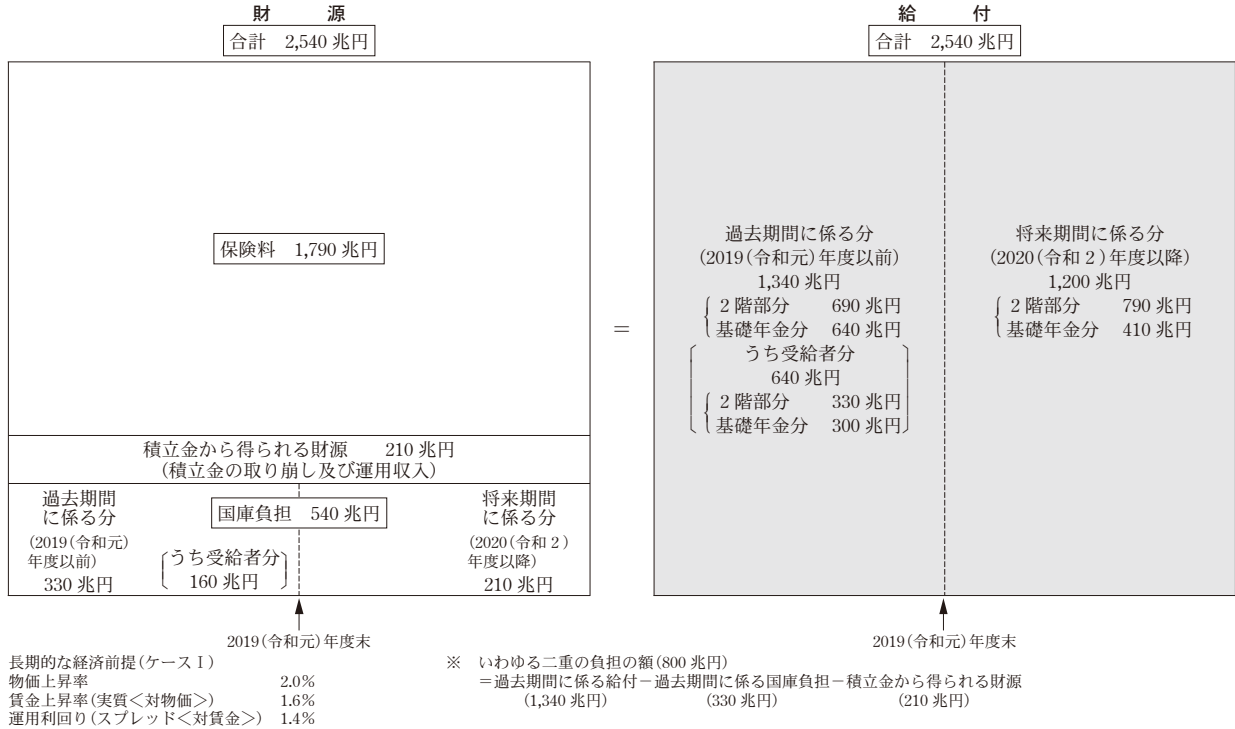 財　源
合計　2,540 兆円
保険料　1,790 兆円
積立金から得られる財源　210 兆円
(積立金の取り崩し及び運用収入)
過去期間
に係る分
(2019(令和元)
年度以前)
330 兆円
国庫負担　540 兆円
うち受給者分
160 兆円
将来期間
に係る分
(2020(令和 2 )
年度以降)
210 兆円
2019(令和元)年度末
=
給　付
合計　2,540 兆円
過去期間に係る分
(2019(令和元)年度以前)
1,340 兆円
2 階部分　690 兆円
基礎年金分　640 兆円
うち受給者分
640 兆円
2 階部分　330 兆円
基礎年金分　300 兆円
将来期間に係る分
(2020(令和 2 )年度以降)
1,200 兆円
2 階部分　790 兆円
基礎年金分　410 兆円
2019(令和元)年度末
長期的な経済前提(ケースⅠ)
物価上昇率　2.0%
賃金上昇率(実質＜対物価＞)　1.6%
運用利回り(スプレッド＜対賃金＞)　1.4%
※　いわゆる二重の負担の額(800 兆円)
＝過去期間に係る給付－過去期間に係る国庫負担－積立金から得られる財源
(1,340 兆円)　(330 兆円)　(210 兆円)